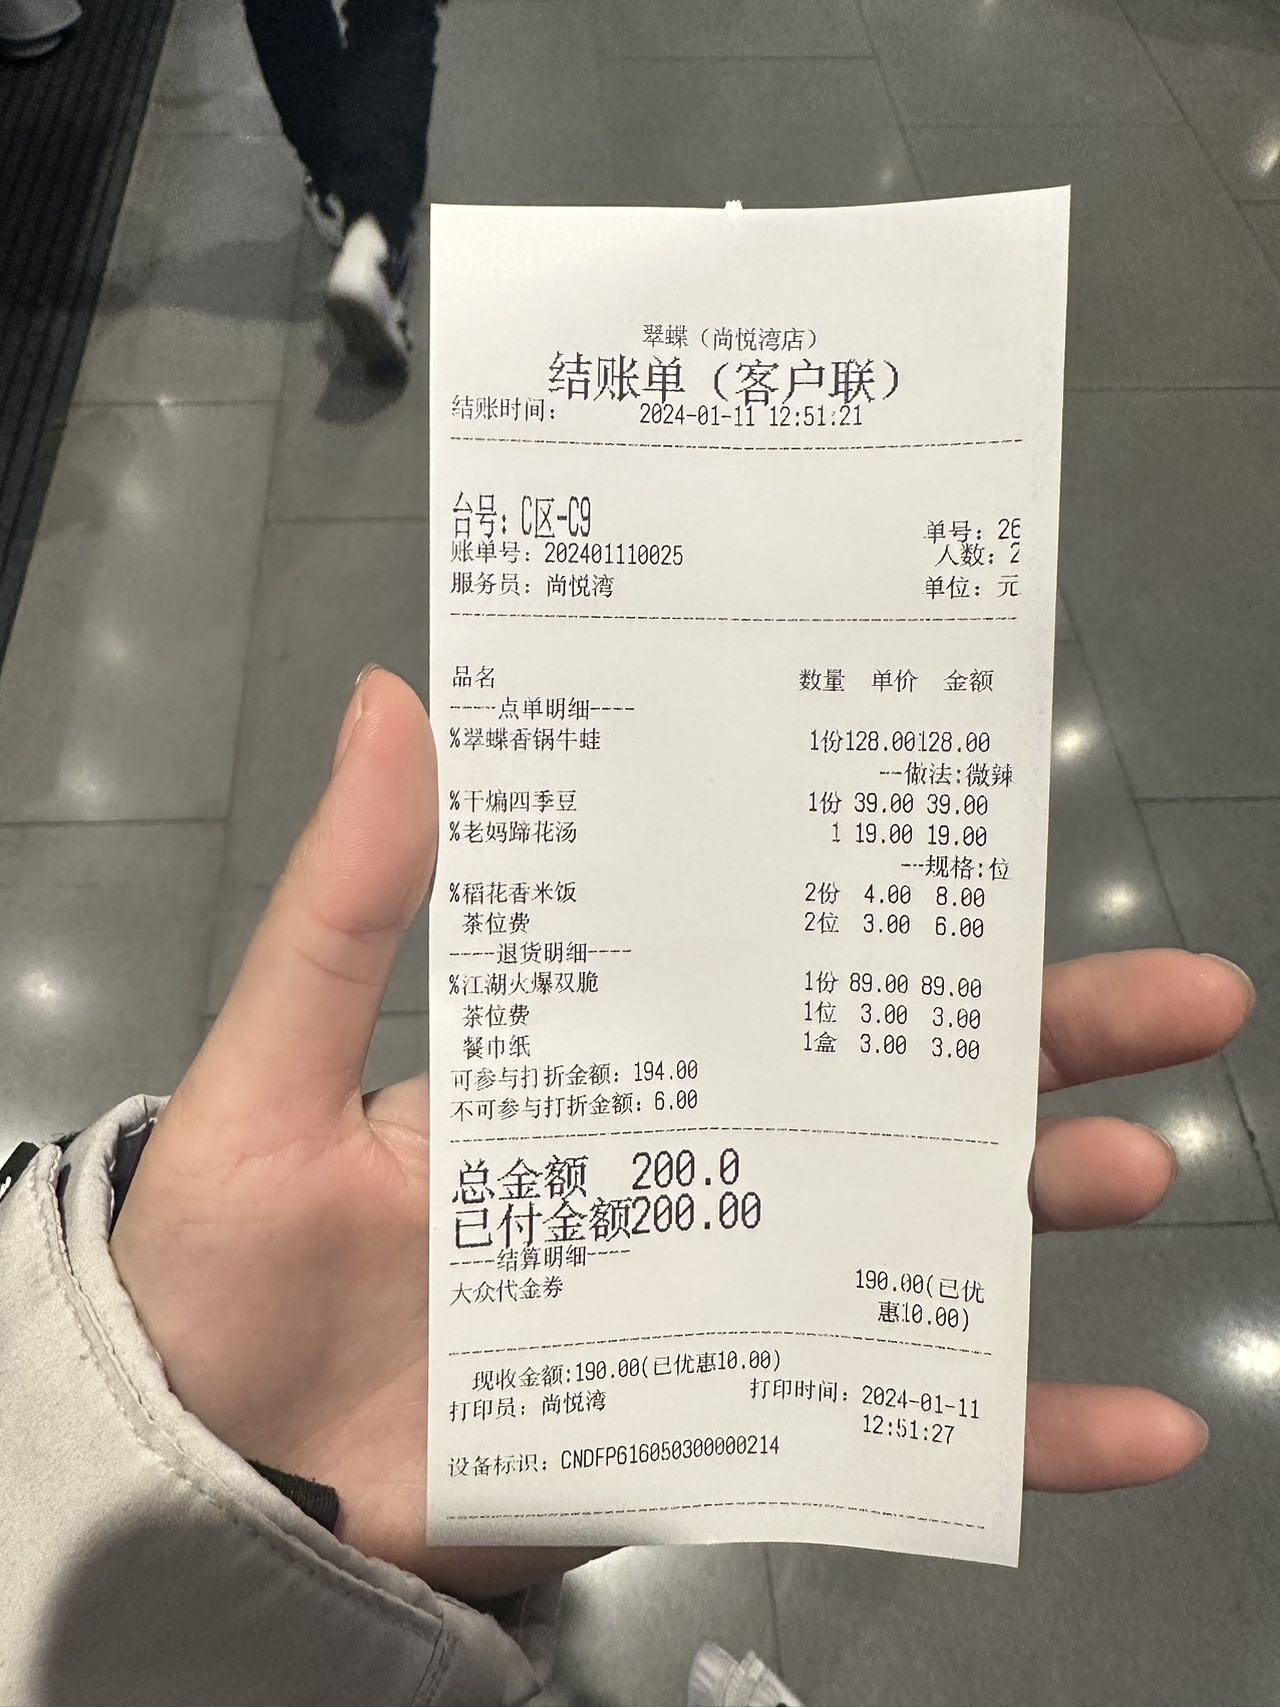 翠蝶（尚悦湾店）
结账单（客户联）
结账时间： 2024-01-11 12:51:21
台号：C区-C9
单号：26
账单号：202401110025
人数：2
服务员：尚悦湾
单位：元
品名 数量 单价 金额
----点单明细----
%翠蝶香锅牛蛙 1份128.00128.00
--做法:微辣
%干煸四季豆 1份 39.00 39.00
%老妈蹄花汤 1 19.00 19.00
--规格:位
%稻花香米饭 2份 4.00 8.00
茶位费 2位 3.00 6.00
----退货明细----
%江湖火爆双脆 1份 89.00 89.00
茶位费 1位 3.00 3.00
餐巾纸 1盒 3.00 3.00
可参与打折金额：194.00
不可参与打折金额：6.00
总金额 200.0
已付金额200.00
----结算明细----
大众代金券 190.00(已优
惠10.00)
现收金额:190.00(已优惠10.00)
打印员：尚悦湾 打印时间：2024-01-11
12:51:27
设备标识：CNDFP616050300000214